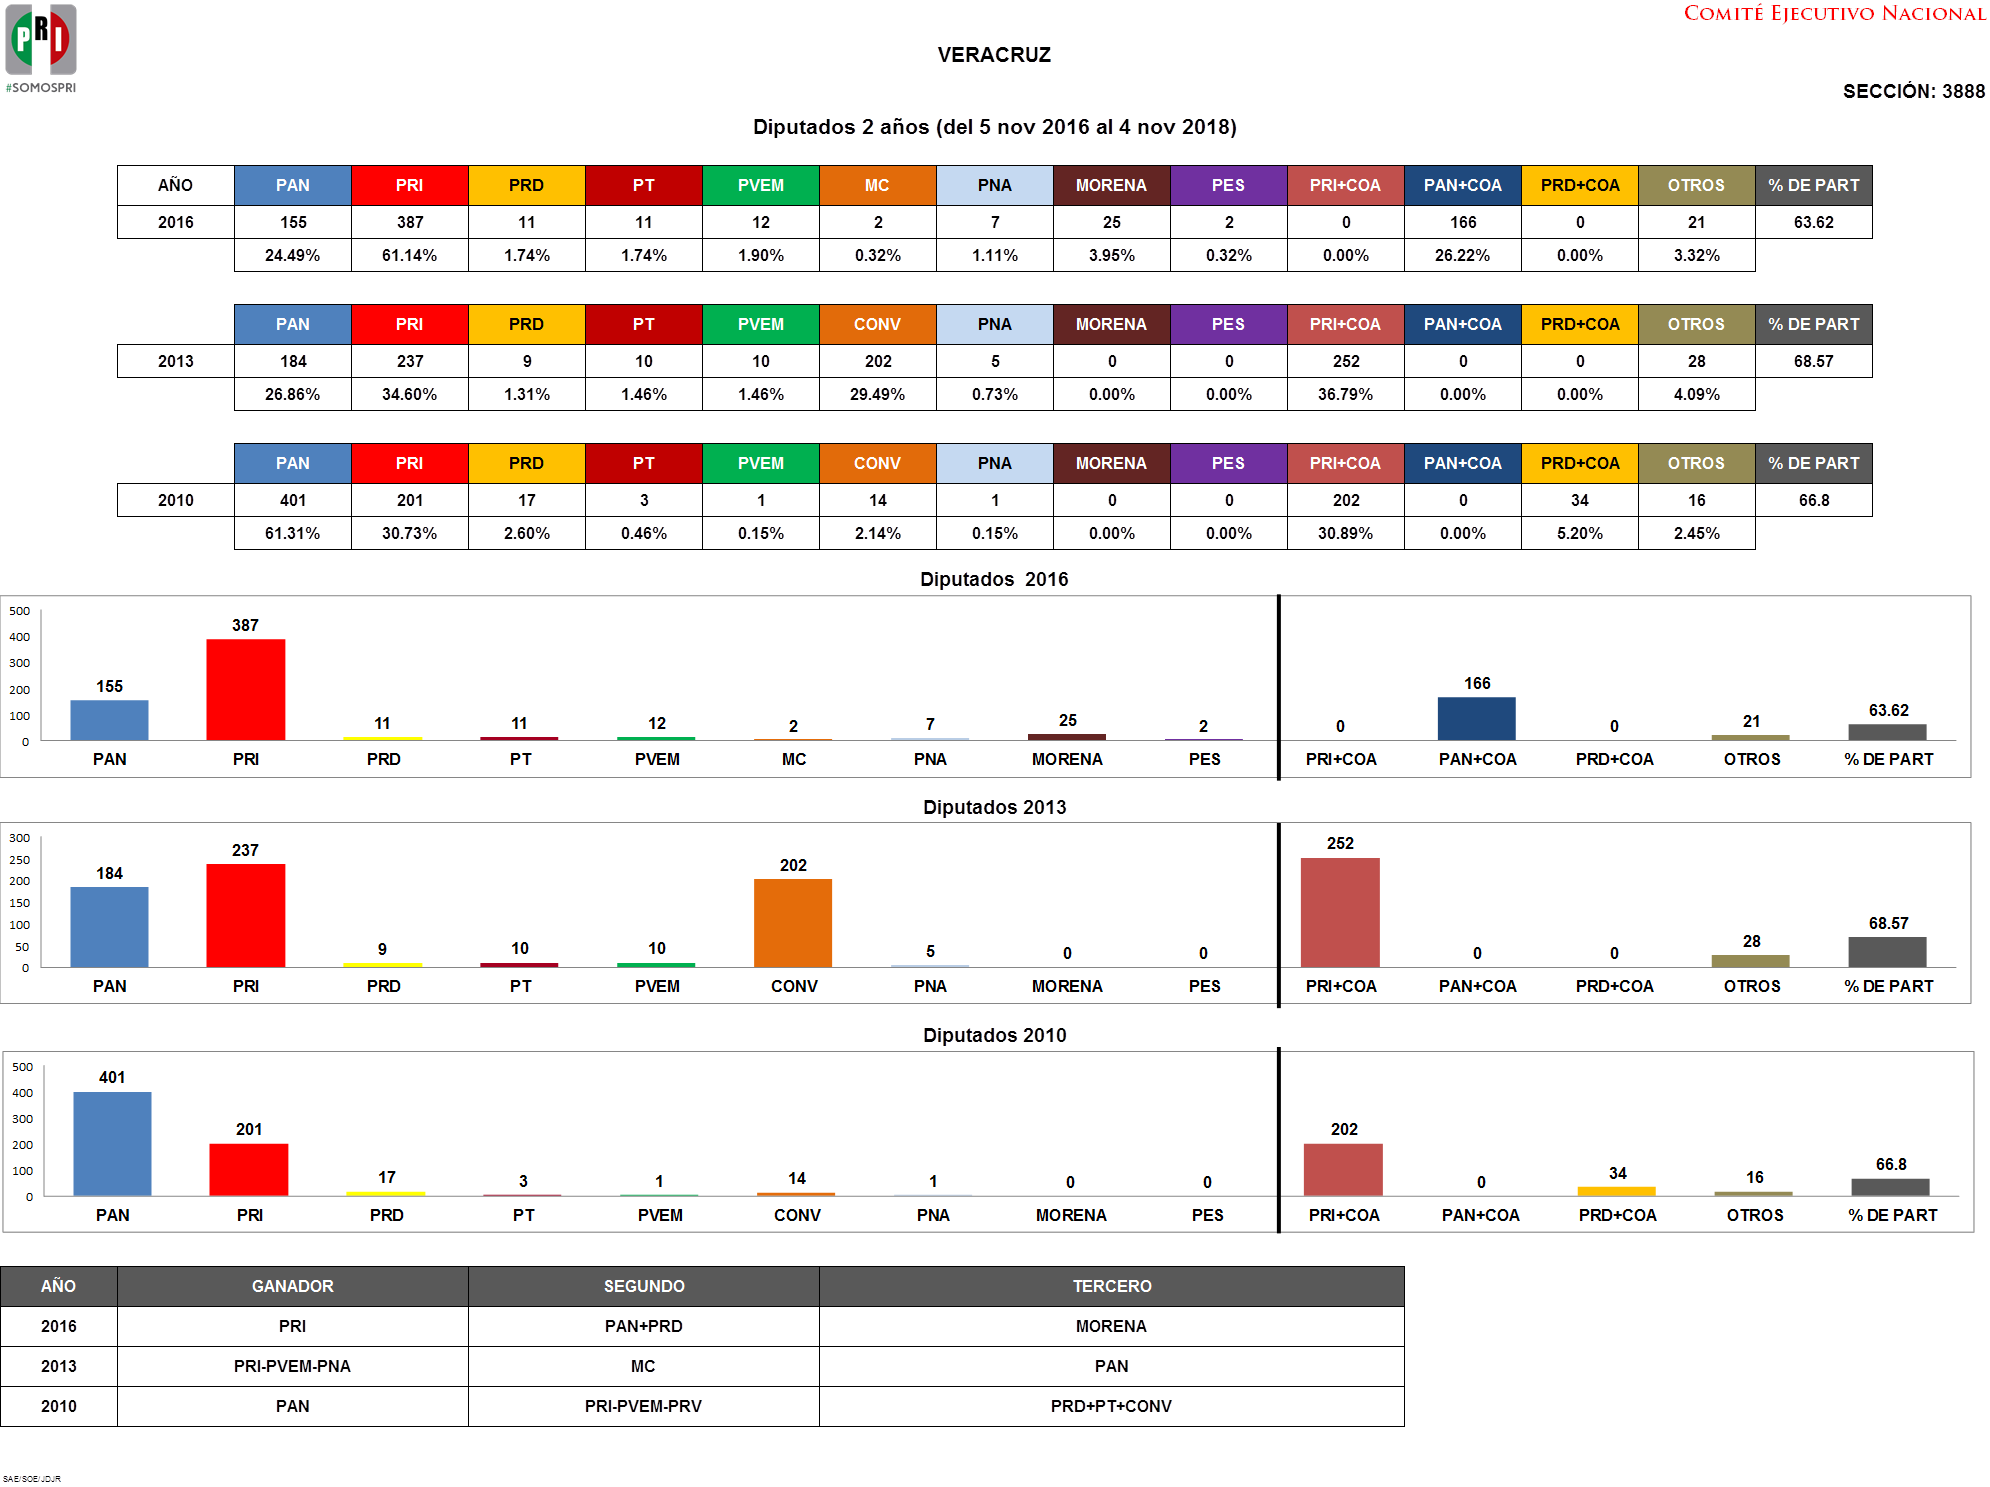 PRI
#SOMOSPRI
COMITÉ EJECUTIVO NACIONAL
VERACRUZ
SECCIÓN: 3888
Diputados 2 años (del 5 nov 2016 al 4 nov 2018)
AÑO PAN PRI PRD PT PVEM MC PNA MORENA PES PRI+COA PAN+COA PRD+COA OTROS % DE PART
2016 155 387 11 11 12 2 7 25 2 0 166 0 21 63.62
24.49% 61.14% 1.74% 1.74% 1.90% 0.32% 1.11% 3.95% 0.32% 0.00% 26.22% 0.00% 3.32%
PAN PRI PRD PT PVEM CONV PNA MORENA PES PRI+COA PAN+COA PRD+COA OTROS % DE PART
2013 184 237 9 10 10 202 5 0 0 252 0 0 28 68.57
26.86% 34.60% 1.31% 1.46% 1.46% 29.49% 0.73% 0.00% 0.00% 36.79% 0.00% 0.00% 4.09%
PAN PRI PRD PT PVEM CONV PNA MORENA PES PRI+COA PAN+COA PRD+COA OTROS % DE PART
2010 401 201 17 3 1 14 1 0 0 202 0 34 16 66.8
61.31% 30.73% 2.60% 0.46% 0.15% 2.14% 0.15% 0.00% 0.00% 30.89% 0.00% 5.20% 2.45%
Diputados 2016
500
400
300
200
100
0
155 387 11 11 12 2 7 25 2 0 166 0 21 63.62
PAN PRI PRD PT PVEM MC PNA MORENA PES PRI+COA PAN+COA PRD+COA OTROS % DE PART
Diputados 2013
300
250
200
150
100
50
0
184 237 9 10 10 202 5 0 0 252 0 0 28 68.57
PAN PRI PRD PT PVEM CONV PNA MORENA PES PRI+COA PAN+COA PRD+COA OTROS % DE PART
Diputados 2010
500
400
300
200
100
0
401 201 17 3 1 14 1 0 0 202 0 34 16 66.8
PAN PRI PRD PT PVEM CONV PNA MORENA PES PRI+COA PAN+COA PRD+COA OTROS % DE PART
AÑO GANADOR SEGUNDO TERCERO
2016 PRI PAN+PRD MORENA
2013 PRI-PVEM-PNA MC PAN
2010 PAN PRI-PVEM-PRV PRD+PT+CONV
SAE/SOE/JDJR